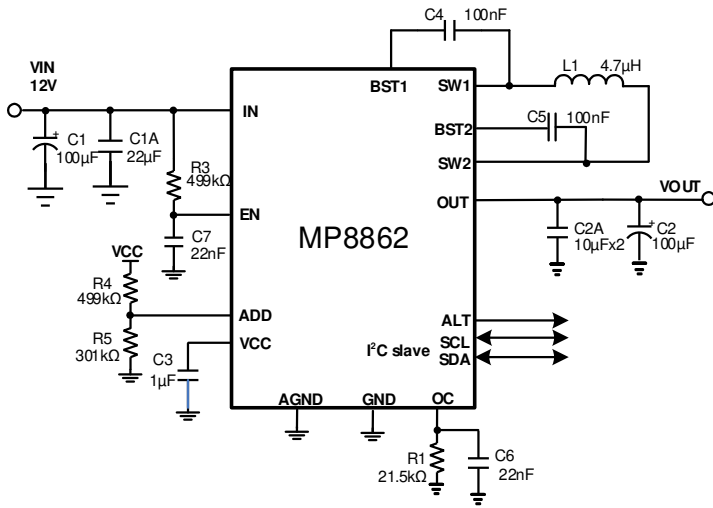 C4
100nF
VIN
12V
BST1
SW1
L1
4.7µH
IN
C5
100nF
BST2
C1
100µF
C1A
22µF
SW2
R3
499kΩ
VOUT
OUT
EN
C7
22nF
MP8862
C2A
10µFx2
C2
100µF
VCC
R4
499kΩ
ADD
ALT
R5
301kΩ
VCC
I²C slave
SCL
SDA
C3
1µF
AGND
GND
OC
R1
21.5kΩ
C6
22nF